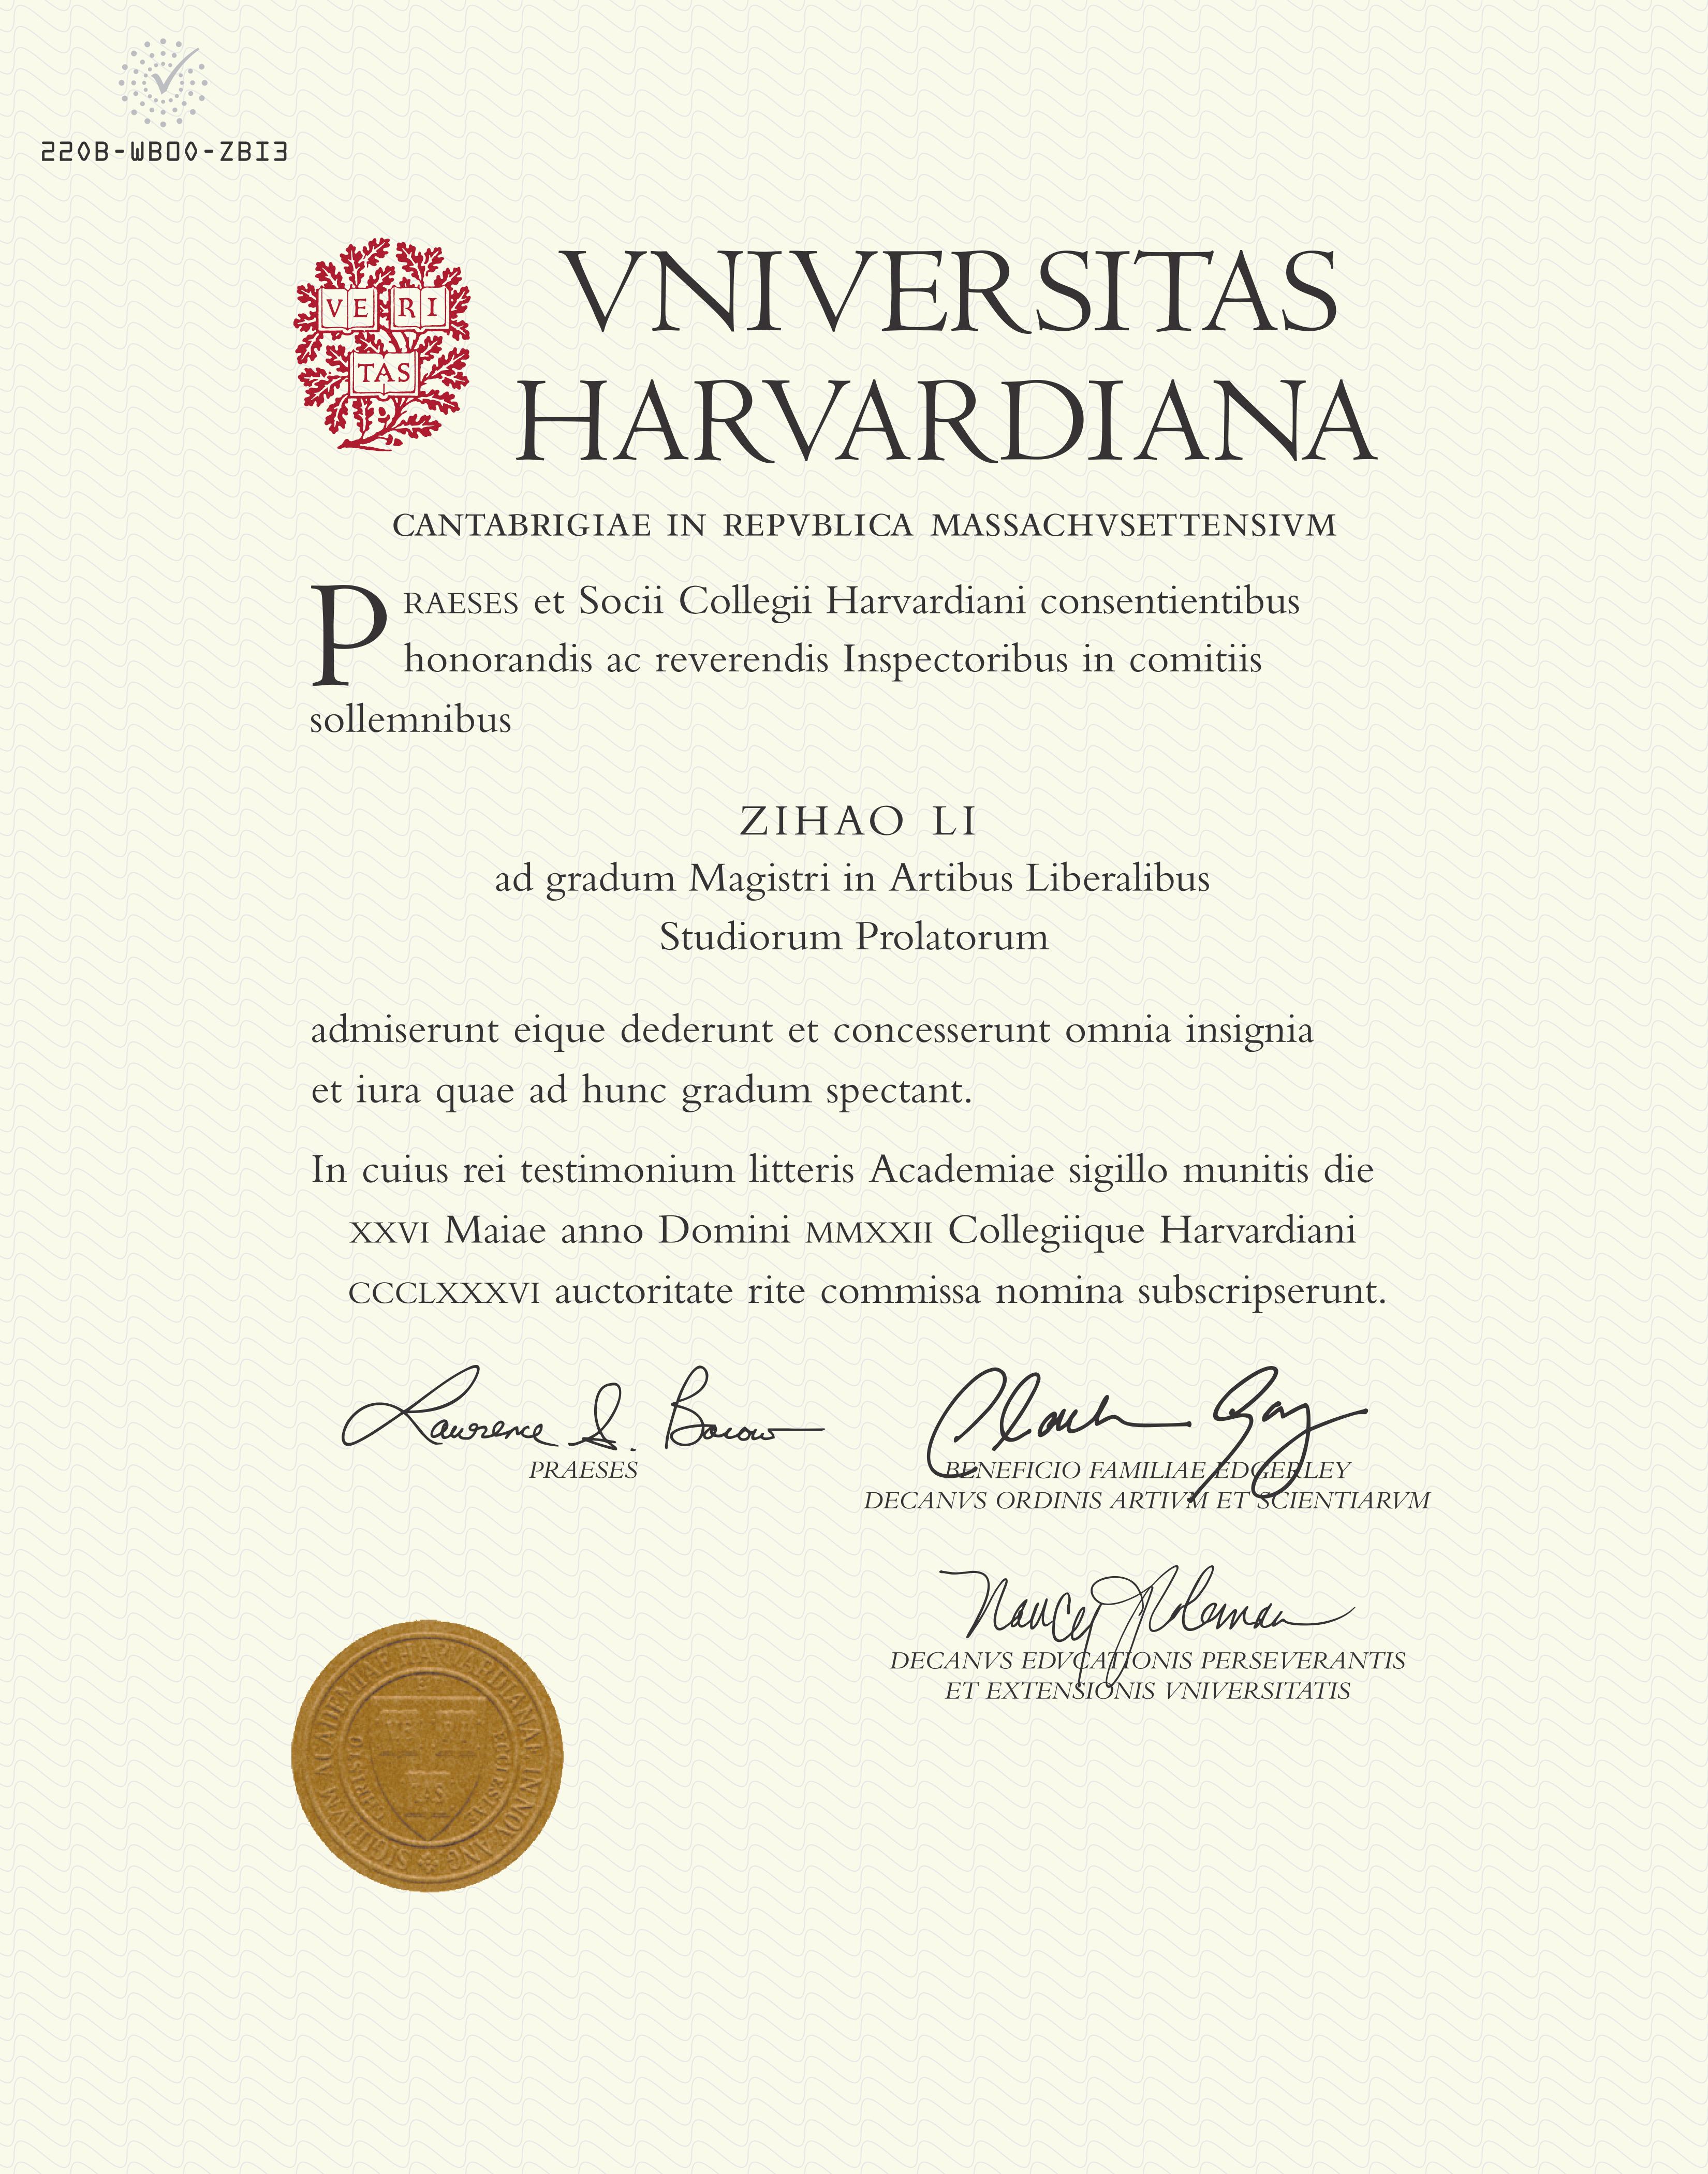 220B-WB00-ZBI3
VE RI
TAS
VNIVERSITAS
HARVARDIANA
CANTABRIGIAE IN REPVBLICA MASSACHVSETTENSIVM
PRAESES et Socii Collegii Harvardiani consentientibus
honorandis ac reverendis Inspectoribus in comitiis
sollemnibus
ZIHAO LI
ad gradum Magistri in Artibus Liberalibus
Studiorum Prolatorum
admiserunt eique dederunt et concesserunt omnia insignia
et iura quae ad hunc gradum spectant.
In cuius rei testimonium litteris Academiae sigillo munitis die
XXVI Maiae anno Domini MMXXII Collegiique Harvardiani
CCCLXXXVI auctoritate rite commissa nomina subscripserunt.
Lawrence S. Bacow
PRAESES
Claudine Gay
BENEFICIO FAMILIAE EDGERLEY
DECANVS ORDINIS ARTIVM ET SCIENTIARVM
Nancy Coleman
DECANVS EDVCATIONIS PERSEVERANTIS
ET EXTENSIONIS VNIVERSITATIS
SIGILLVM ACADEMIAE HARVARDIANAE IN NOV ANG
CHRISTO ET ECCLESIAE
VE RI
TAS